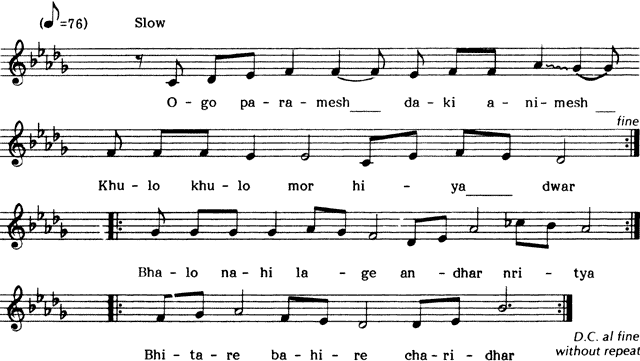 (♪=76) Slow
O - go pa - ra - mesh____ da - ki a - ni - mesh __
fine
Khu - lo khu - lo mor hi - ya_____ dwar
Bha - lo na - hi la - ge an - dhar nri - tya
Bhi - ta - re ba - hi - re cha - ri - dhar
D.C. al fine
without repeat